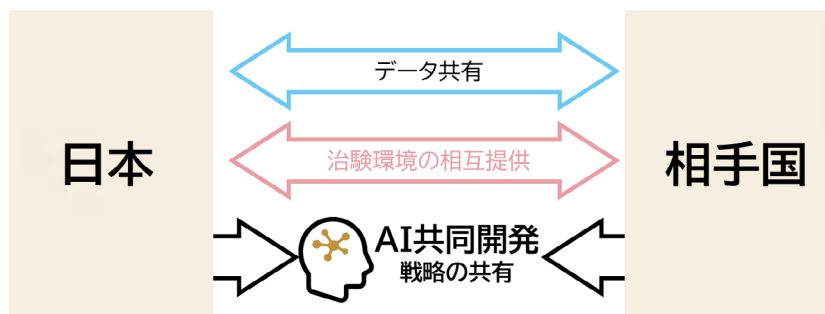 データ共有
日本
治験環境の相互提供
相手国
AI共同開発
戦略の共有